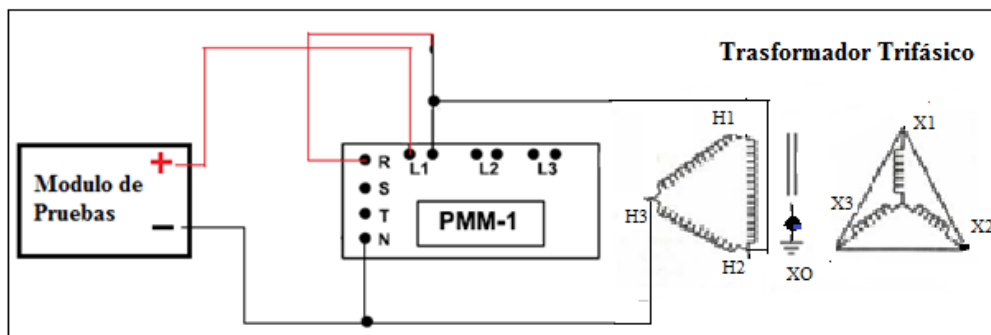 Trasformador Trifásico
Modulo de
Pruebas
+
−
R
S
T
N
L1
L2
L3
PMM-1
H1
H3
H2
XO
X1
X3
X2